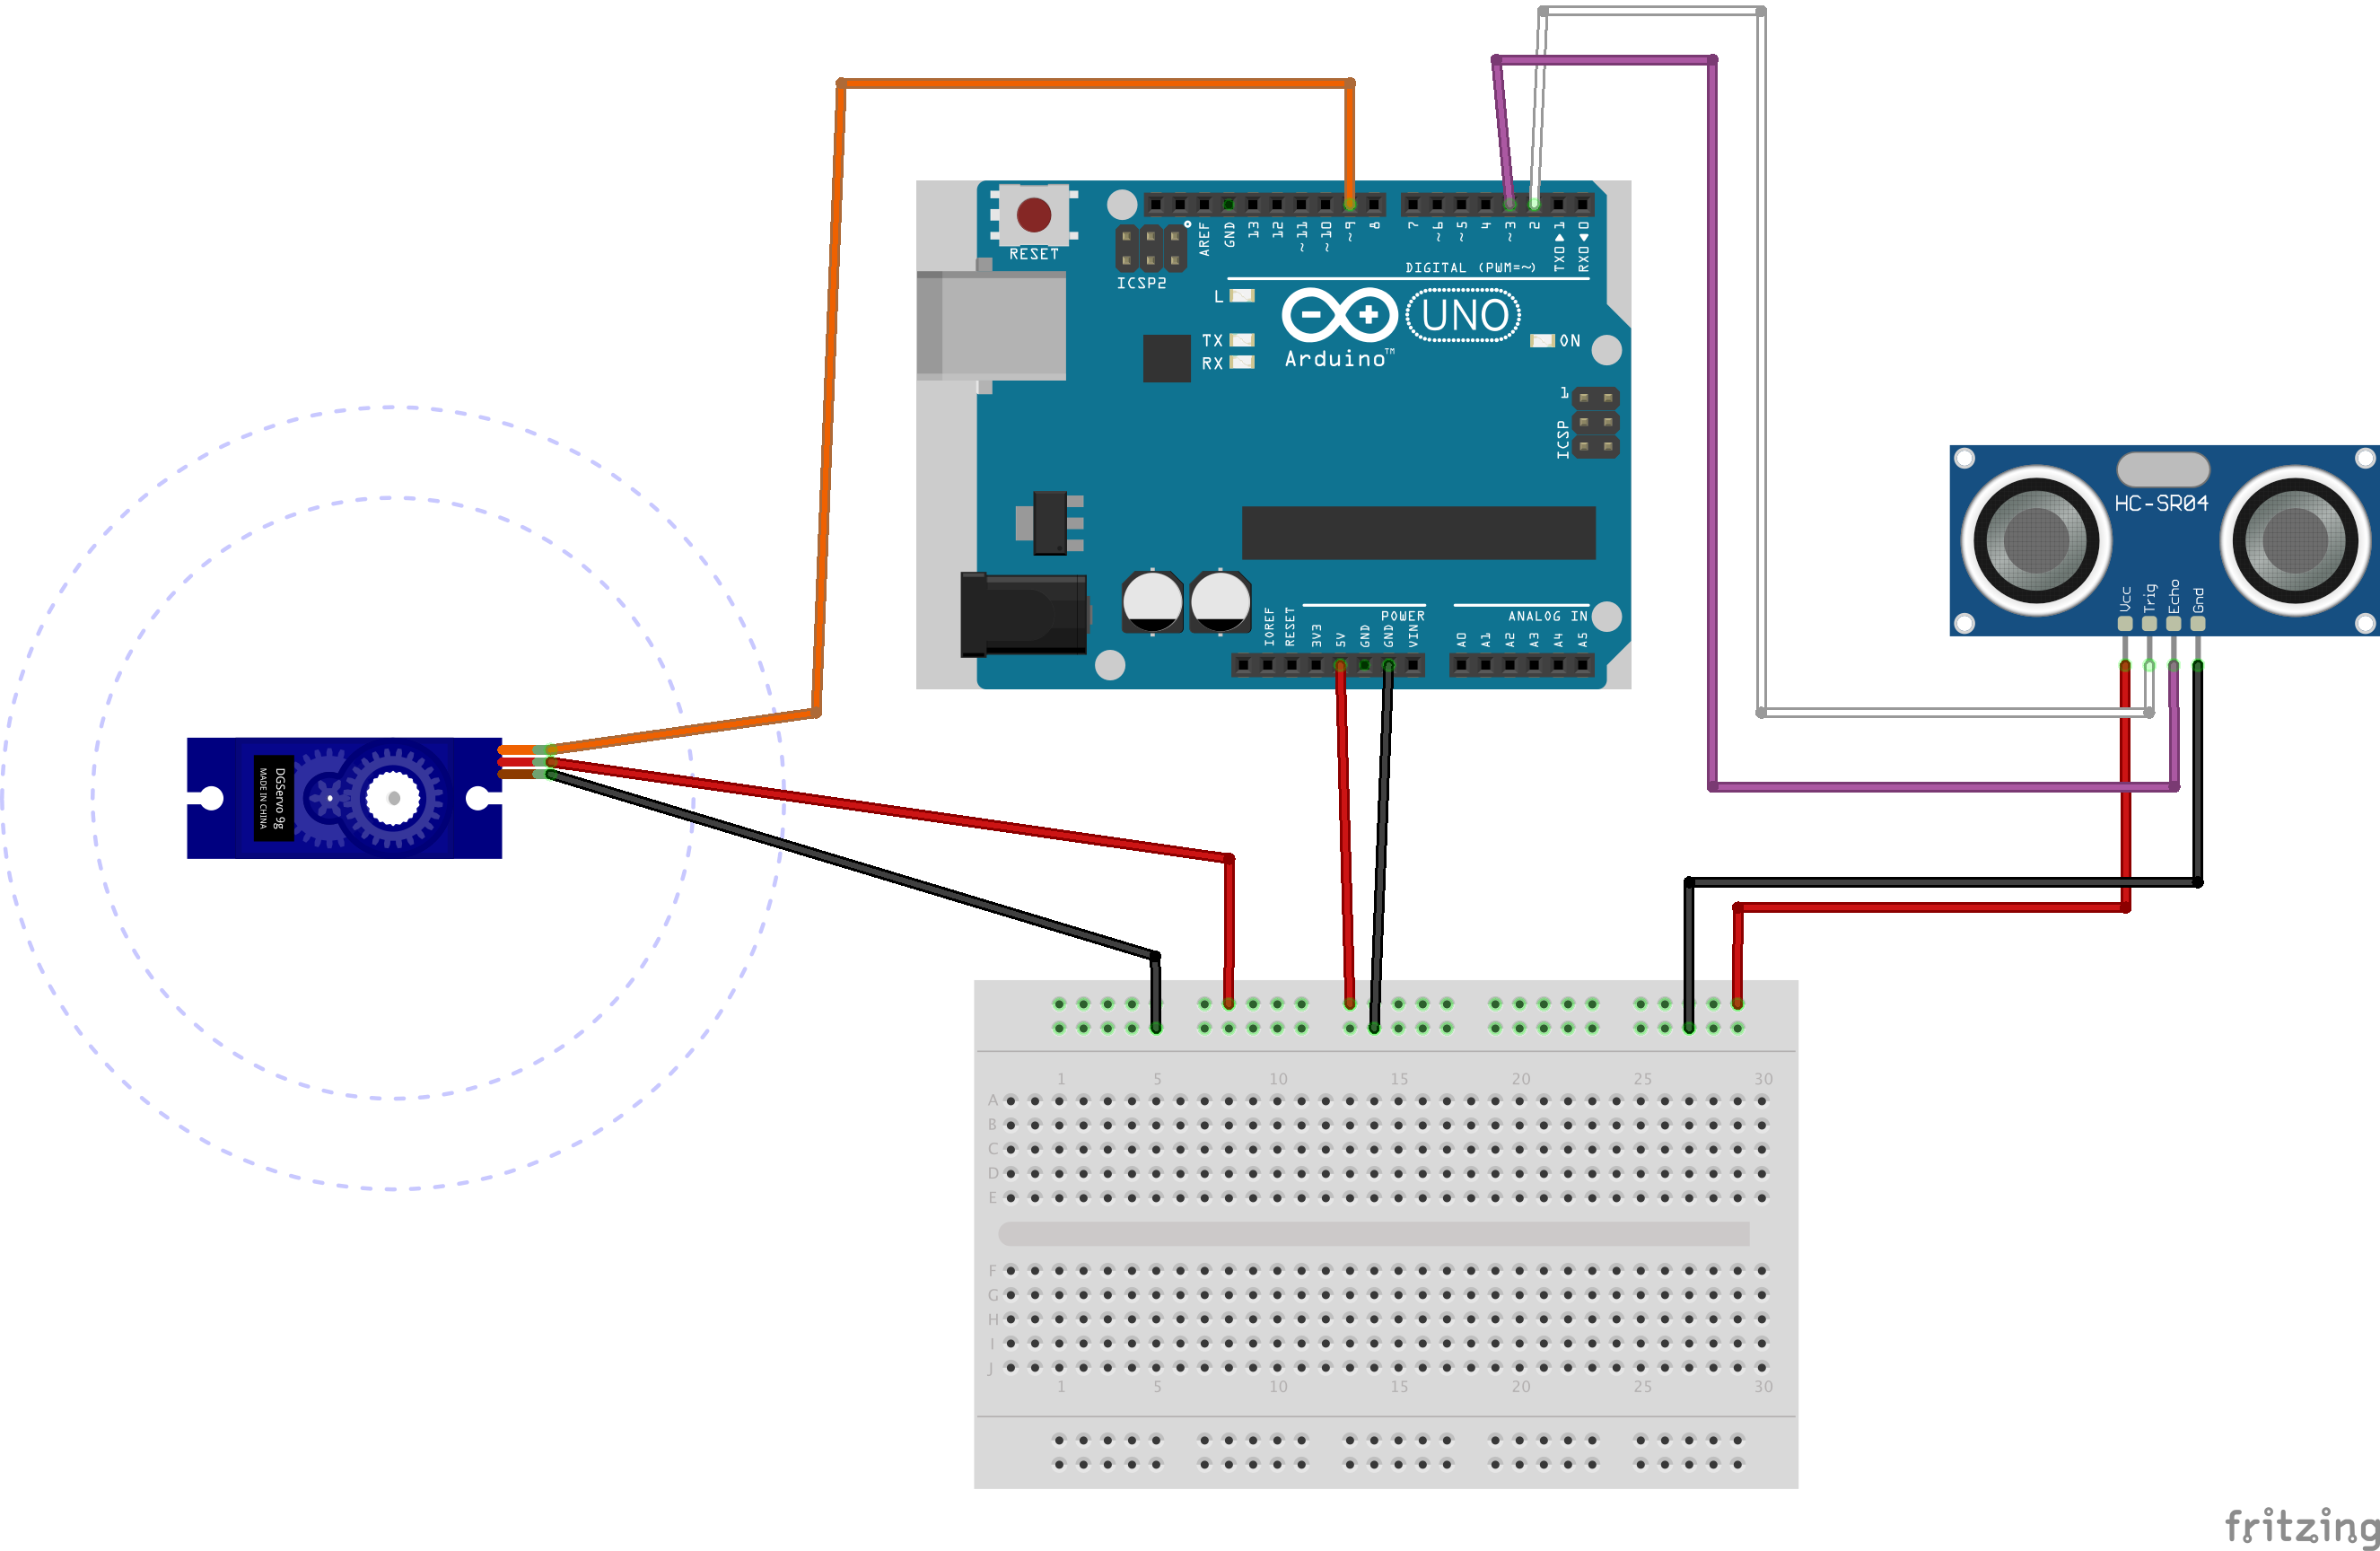 RESET
ICSP2
AREF
GND
13
12
~11
~10
~9
8
7
~6
~5
4
~3
2
TX0▶1
RX0◀0
DIGITAL (PWM=~)
L
TX
RX
UNO
Arduino™
ON
1
ICSP
IOREF
RESET
3V3
5V
GND
GND
VIN
POWER
ANALOG IN
A0
A1
A2
A3
A4
A5
HC-SR04
Vcc
Trig
Echo
Gnd
DGServo 9g
MADE IN CHINA
1 5 10 15 20 25 30
A
B
C
D
E
F
G
H
I
J
1 5 10 15 20 25 30
fritzing